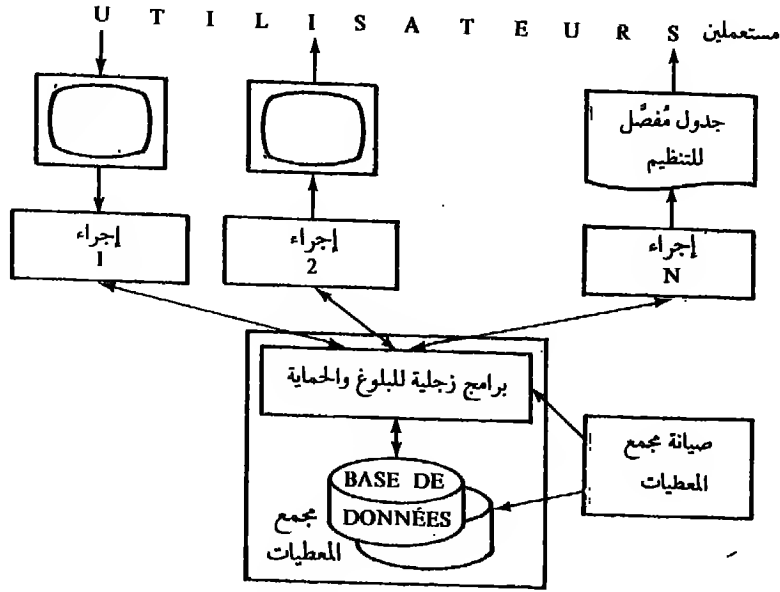 U T I L I S A T E U R S مستعملين
جدول مُفصَّل
للتنظيم
إجراء
1
إجراء
2
إجراء
N
برامج زجلية للبلوغ والحماية
صيانة مجمع
المعطيات
BASE DE
DONNÉES
مجمع
المعطيات